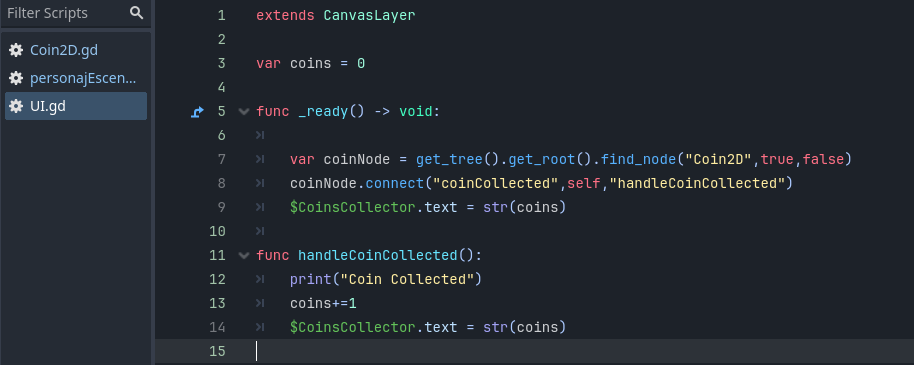 Filter Scripts
Coin2D.gd
personajEscen...
UI.gd
1 extends CanvasLayer
2
3 var coins = 0
4
5 func _ready() -> void:
6
7 var coinNode = get_tree().get_root().find_node("Coin2D",true,false)
8 coinNode.connect("coinCollected",self,"handleCoinCollected")
9 $CoinsCollector.text = str(coins)
10
11 func handleCoinCollected():
12 print("Coin Collected")
13 coins+=1
14 $CoinsCollector.text = str(coins)
15